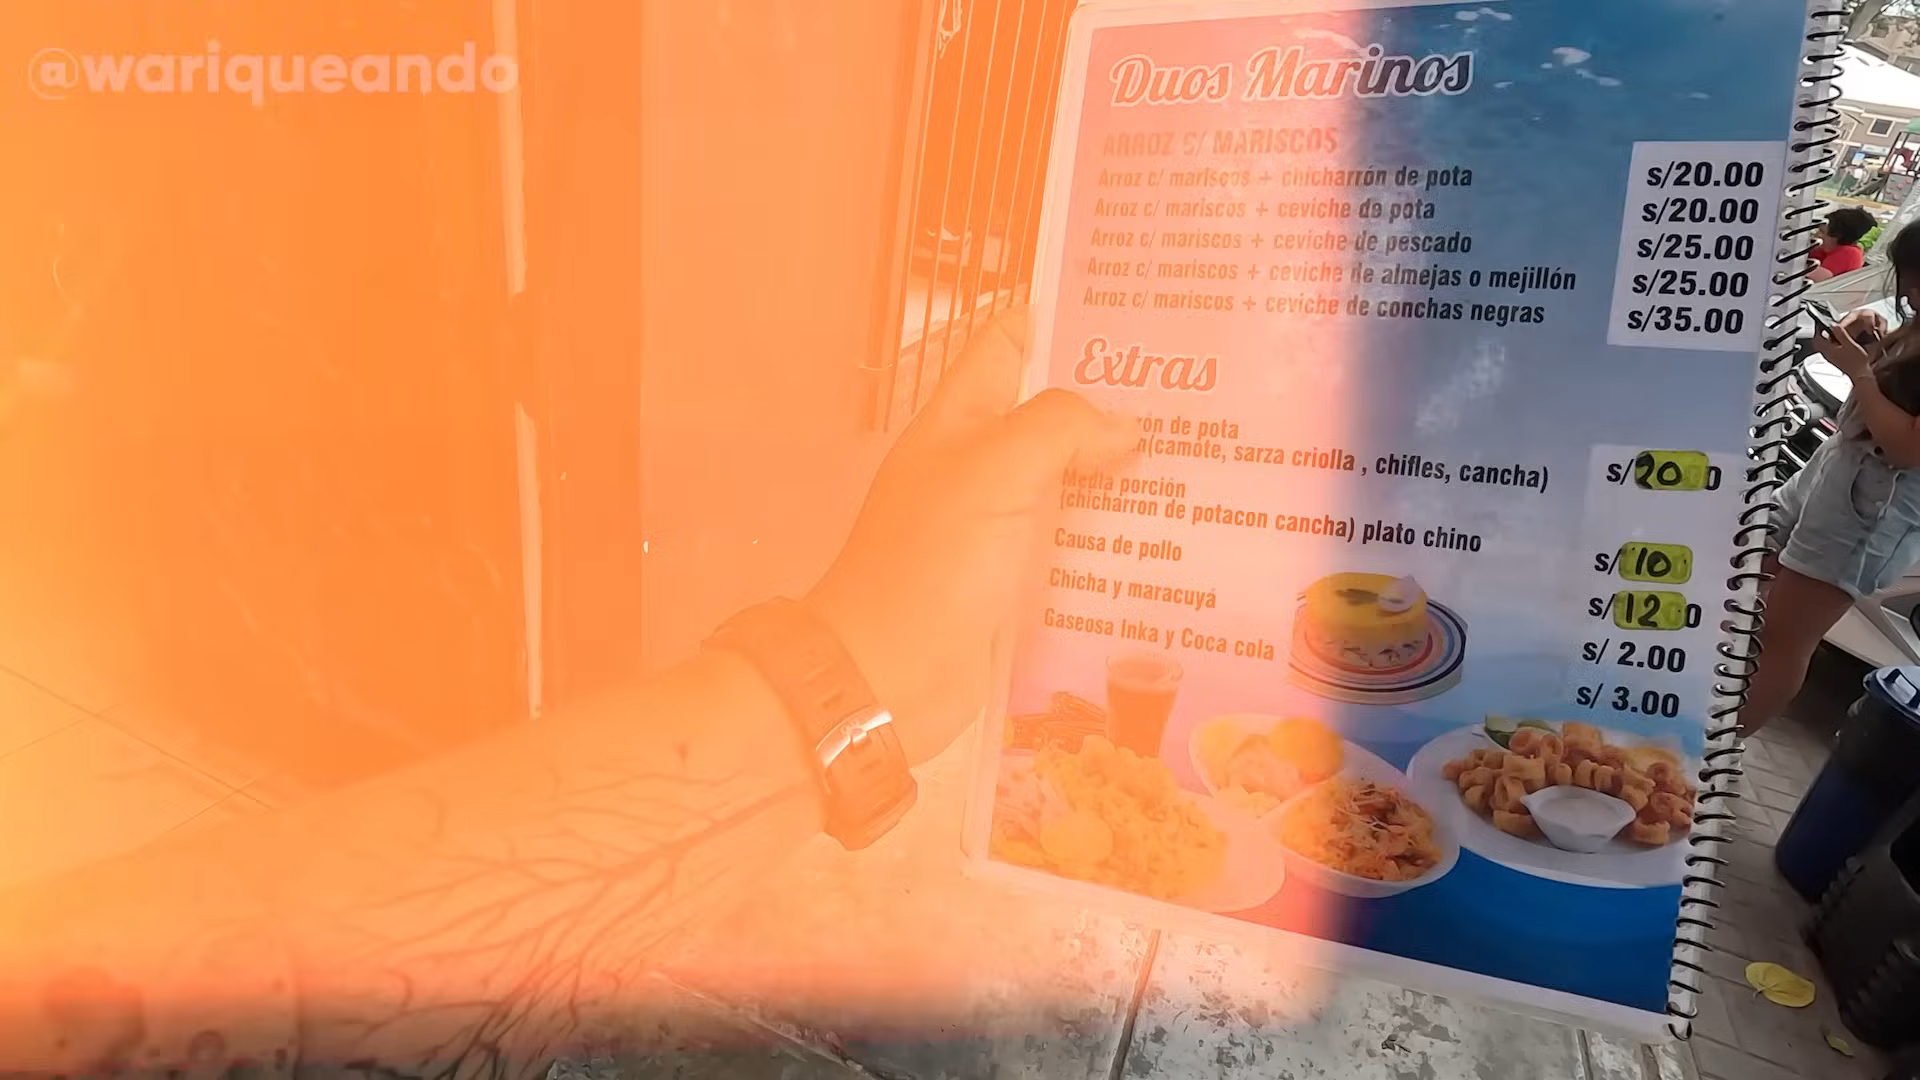 @wariqueando
Duos Marinos
ARROZ C/ MARISCOS
Arroz c/ mariscos + chicharrón de pota s/20.00
Arroz c/ mariscos + ceviche de pota s/20.00
Arroz c/ mariscos + ceviche de pescado s/25.00
Arroz c/ mariscos + ceviche de almejas o mejillón s/25.00
Arroz c/ mariscos + ceviche de conchas negras s/35.00
Extras
de pota
(camote, sarza criolla , chifles, cancha) s/20
Media porción
(chicharron de potacon cancha) plato chino s/10
Causa de pollo s/12
Chicha y maracuyá s/ 2.00
Gaseosa Inka y Coca cola s/ 3.00